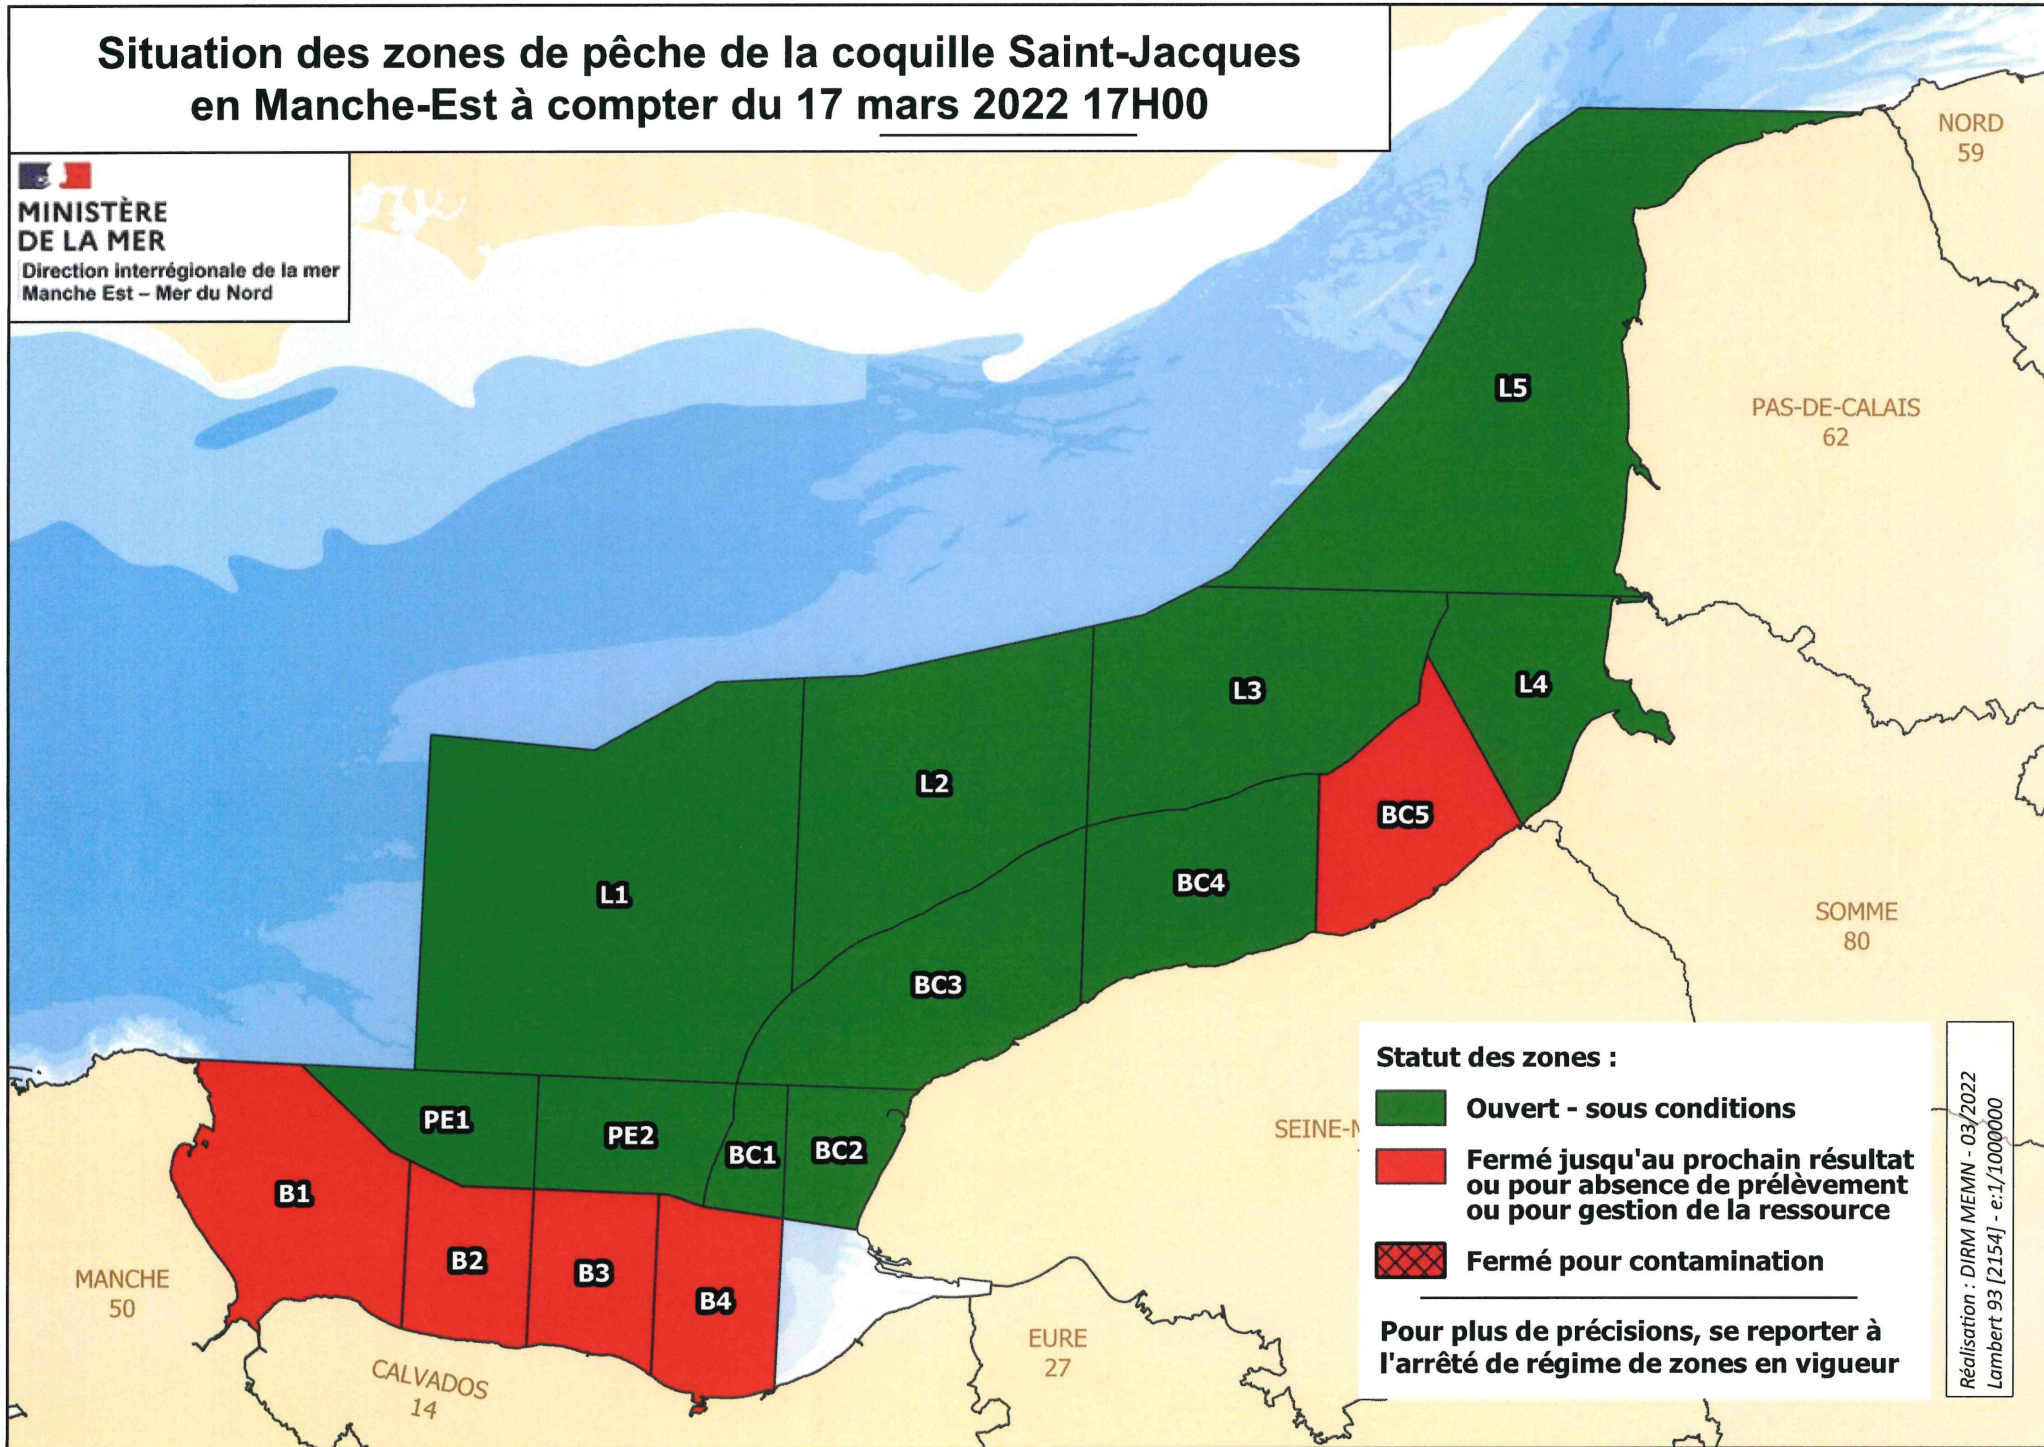 Situation des zones de pêche de la coquille Saint-Jacques
en Manche-Est à compter du 17 mars 2022 17H00
MINISTÈRE
DE LA MER
Direction interrégionale de la mer
Manche Est – Mer du Nord
NORD
59
L5
PAS-DE-CALAIS
62
L3
L4
L2
BC5
L1
BC4
SOMME
80
BC3
PE1
PE2
BC1
BC2
SEINE-M
B1
B2
B3
B4
MANCHE
50
CALVADOS
14
EURE
27
Statut des zones :
Ouvert - sous conditions
Fermé jusqu'au prochain résultat
ou pour absence de prélèvement
ou pour gestion de la ressource
Fermé pour contamination
Pour plus de précisions, se reporter à
l'arrêté de régime de zones en vigueur
Réalisation : DIRM MEMN - 03/2022
Lambert 93 [2154] - e:1/1000000